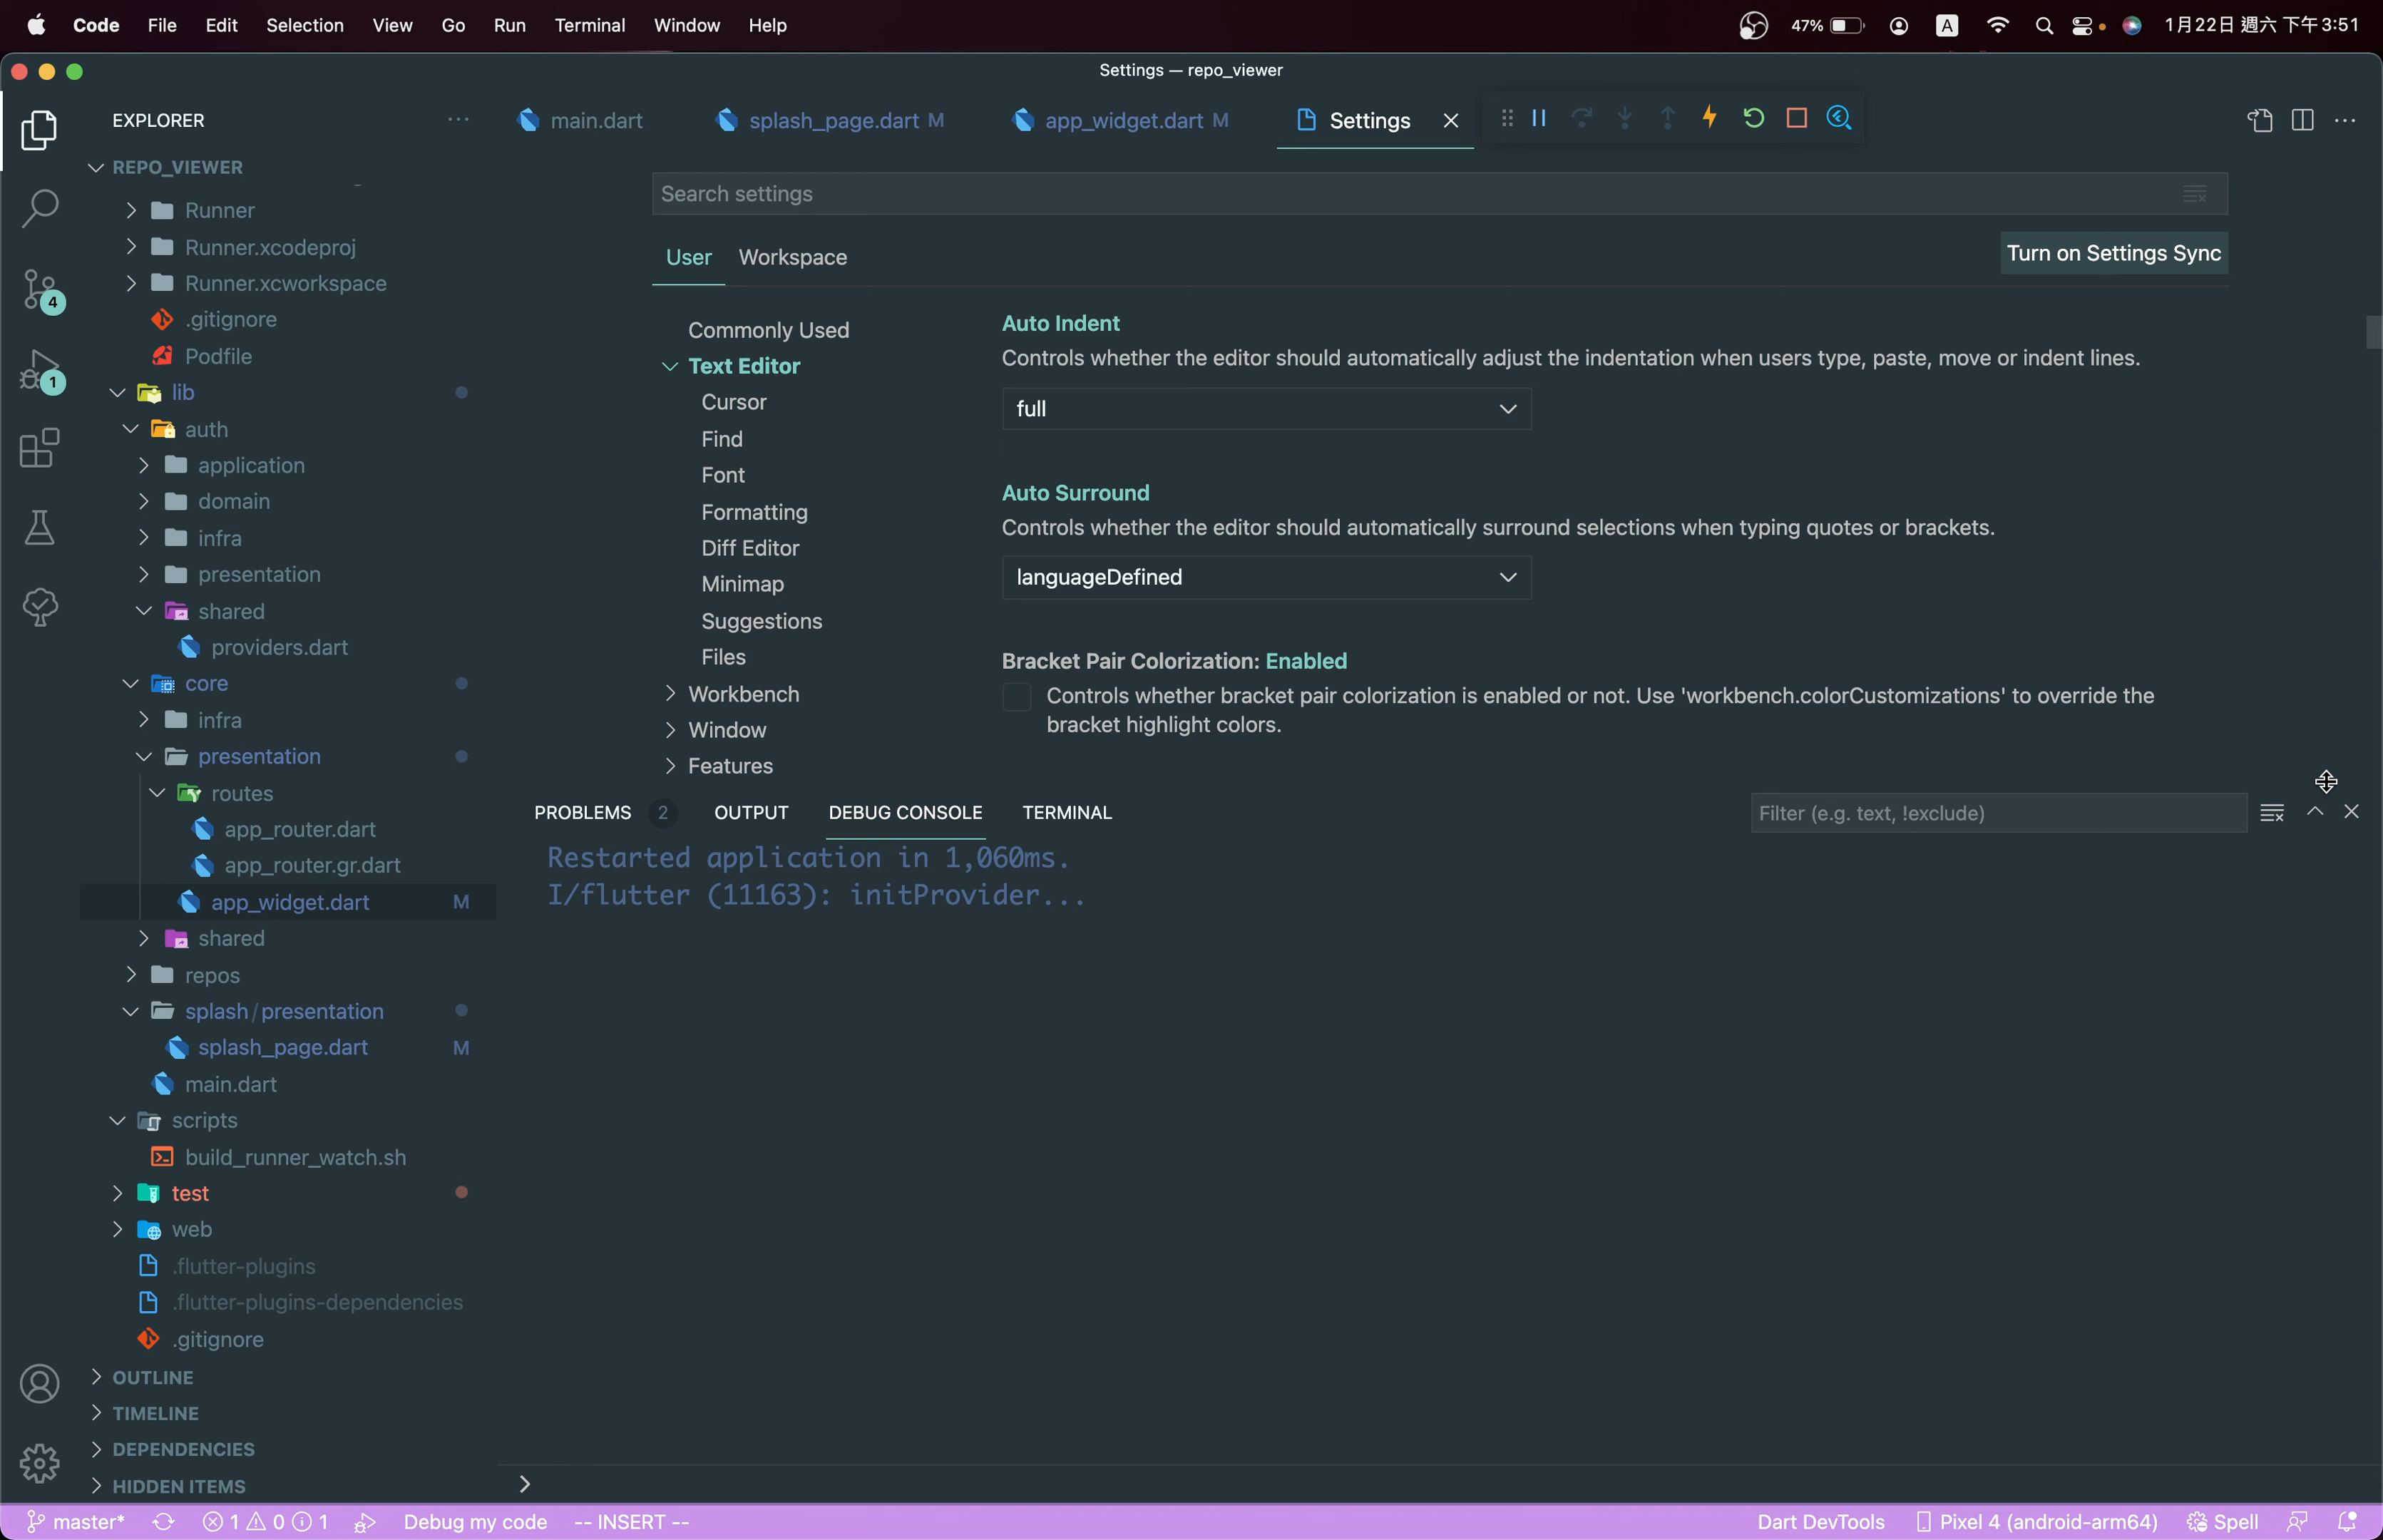 Code File Edit Selection View Go Run Terminal Window Help
47% A 1月22日 週六 下午3:51
Settings — repo_viewer
EXPLORER
main.dart
splash_page.dart M
app_widget.dart M
Settings
REPO_VIEWER
Runner
Runner.xcodeproj
Runner.xcworkspace
.gitignore
Podfile
lib
auth
application
domain
infra
presentation
shared
providers.dart
core
infra
presentation
routes
app_router.dart
app_router.gr.dart
app_widget.dart M
shared
repos
splash/presentation
splash_page.dart M
main.dart
scripts
build_runner_watch.sh
test
web
.flutter-plugins
.flutter-plugins-dependencies
.gitignore
OUTLINE
TIMELINE
DEPENDENCIES
HIDDEN ITEMS
4
1
Search settings
User Workspace
Turn on Settings Sync
Commonly Used
Text Editor
Cursor
Find
Font
Formatting
Diff Editor
Minimap
Suggestions
Files
Workbench
Window
Features
Auto Indent
Controls whether the editor should automatically adjust the indentation when users type, paste, move or indent lines.
full
Auto Surround
Controls whether the editor should automatically surround selections when typing quotes or brackets.
languageDefined
Bracket Pair Colorization: Enabled
Controls whether bracket pair colorization is enabled or not. Use 'workbench.colorCustomizations' to override the
bracket highlight colors.
PROBLEMS 2 OUTPUT DEBUG CONSOLE TERMINAL
Filter (e.g. text, !exclude)
Restarted application in 1,060ms.
I/flutter (11163): initProvider...
master* 1 0 1 Debug my code -- INSERT --
Dart DevTools Pixel 4 (android-arm64) Spell